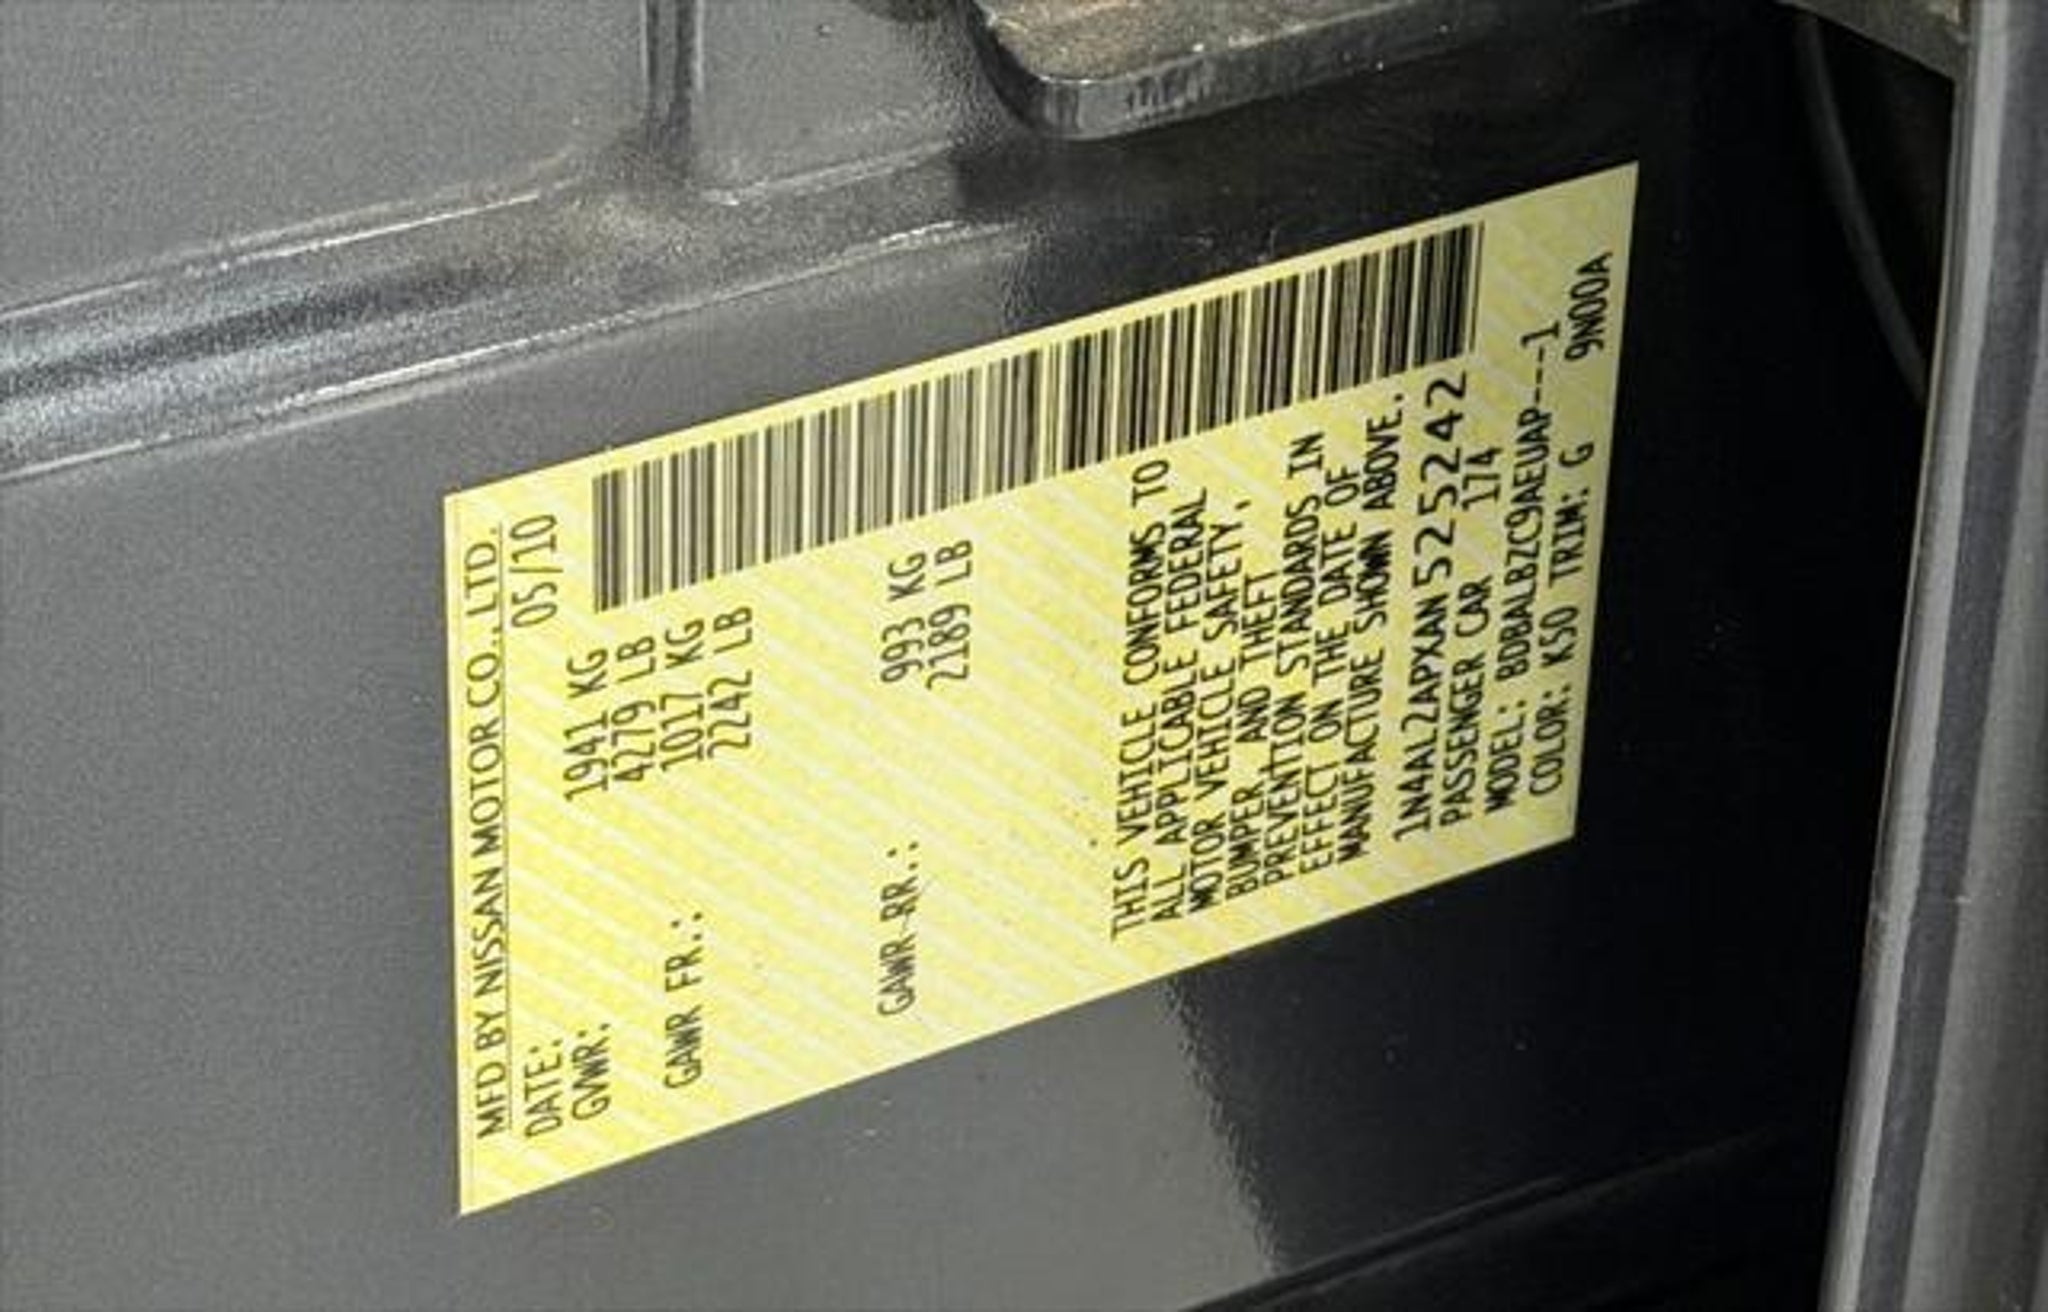 MFD BY NISSAN MOTOR CO., LTD.
DATE: 05/10
GVWR: 1941 KG
4279 LB
GAWR FR.: 1017 KG
2242 LB
GAWR RR.: 993 KG
2189 LB
THIS VEHICLE CONFORMS TO
ALL APPLICABLE FEDERAL
MOTOR VEHICLE SAFETY,
BUMPER, AND THEFT
PREVENTION STANDARDS IN
EFFECT ON THE DATE OF
MANUFACTURE SHOWN ABOVE.
1N4AL2APXAN525242
PASSENGER CAR 174
MODEL: BDBALBZC9AEUAP---1
COLOR: K50 TRIM: G 9N00A